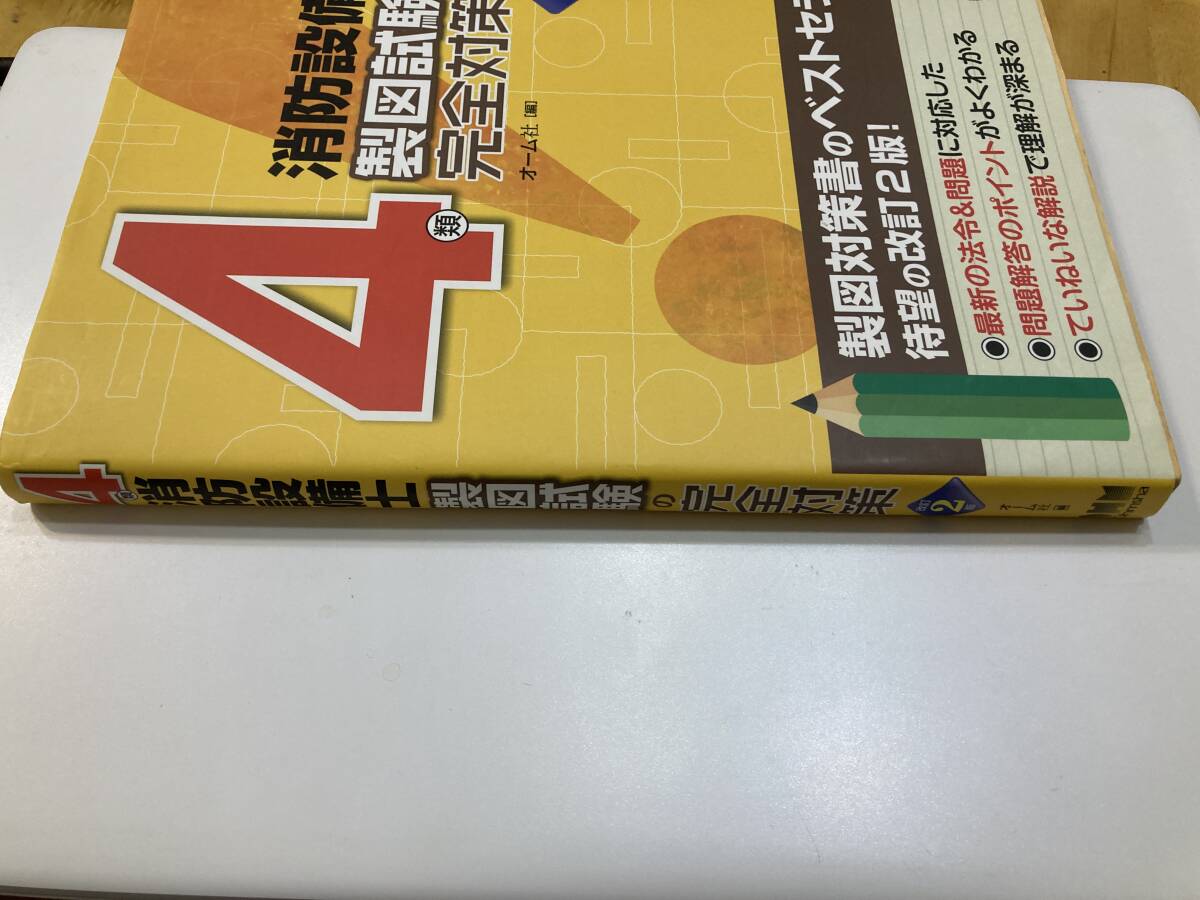 消防設備
製図試験
完全対策
オーム社[編]
4類
製図対策書のベストセラ
待望の改訂2版!
●最新の法令&問題に対応した
●問題解答のポイントがよくわかる
●ていねいな解説で理解が深まる
4類 消防設備士 製図試験の完全対策 改訂2版 オーム社[編] Ohmsha